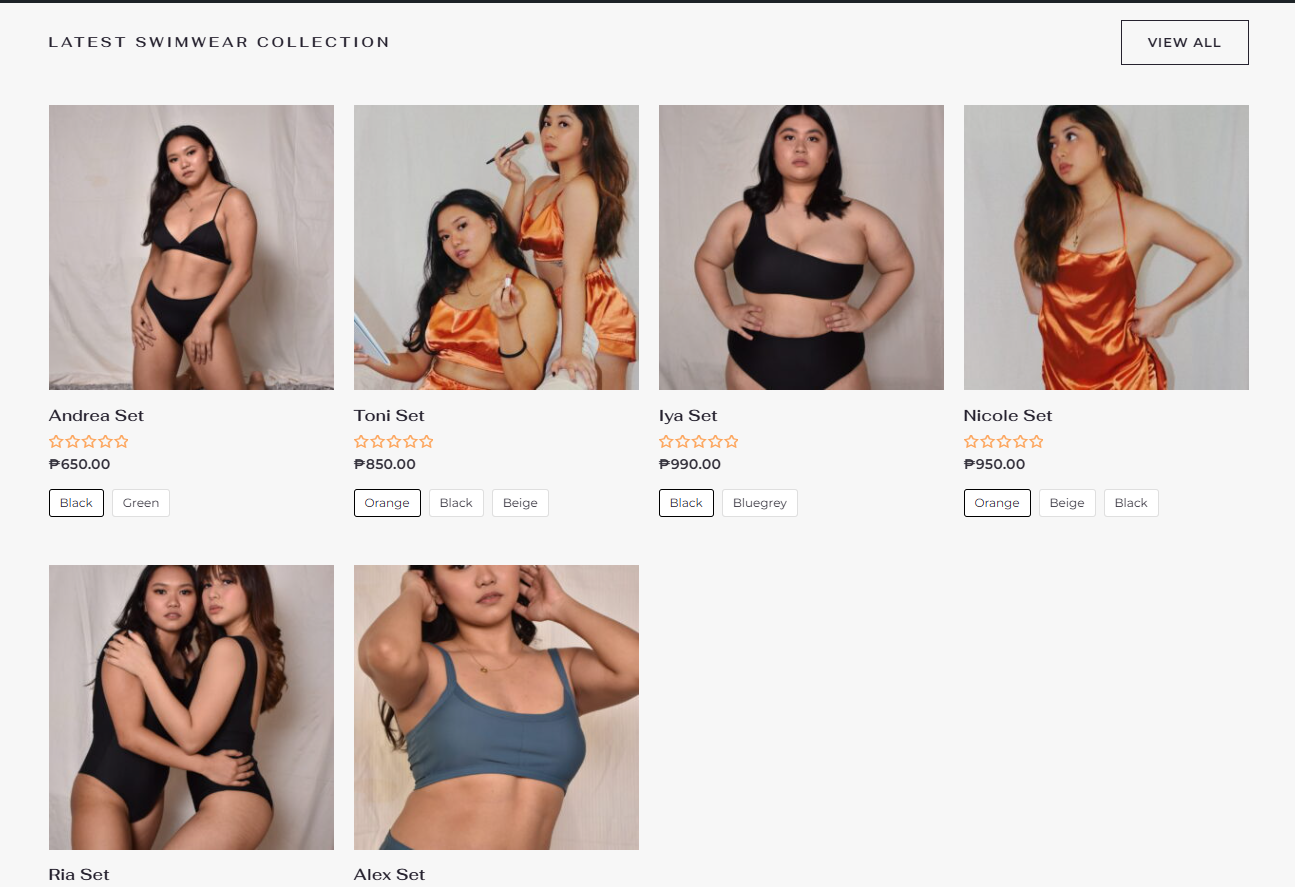 LATEST SWIMWEAR COLLECTION
VIEW ALL
Andrea Set
₱650.00
Black
Green
Toni Set
₱850.00
Orange
Black
Beige
Iya Set
₱990.00
Black
Bluegrey
Nicole Set
₱950.00
Orange
Beige
Black
Ria Set
Alex Set